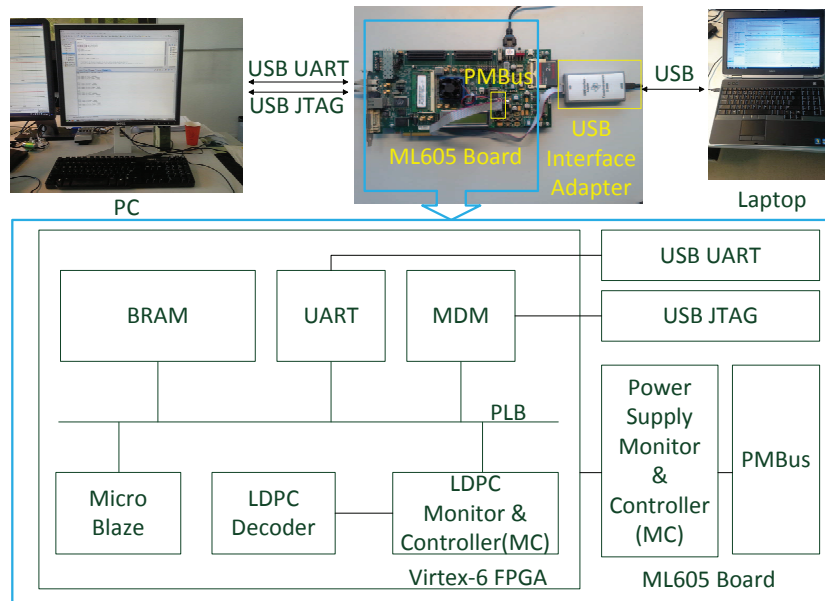 USB UART
USB JTAG
PMBus
ML605 Board
USB
Interface
Adapter
USB
PC
Laptop
BRAM
UART
MDM
USB UART
USB JTAG
PLB
Micro
Blaze
LDPC
Decoder
LDPC
Monitor &
Controller(MC)
Virtex-6 FPGA
Power
Supply
Monitor
&
Controller
(MC)
PMBus
ML605 Board